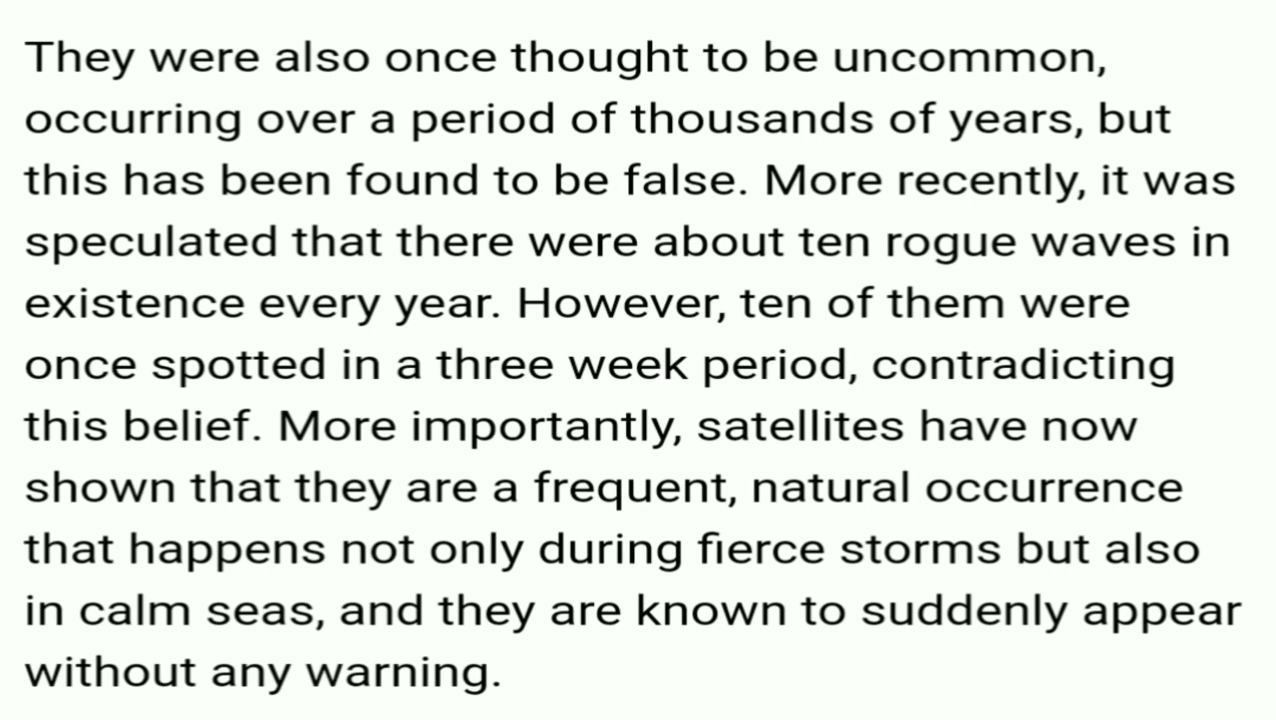 They were also once thought to be uncommon,
occurring over a period of thousands of years, but
this has been found to be false. More recently, it was
speculated that there were about ten rogue waves in
existence every year. However, ten of them were
once spotted in a three week period, contradicting
this belief. More importantly, satellites have now
shown that they are a frequent, natural occurrence
that happens not only during fierce storms but also
in calm seas, and they are known to suddenly appear
without any warning.